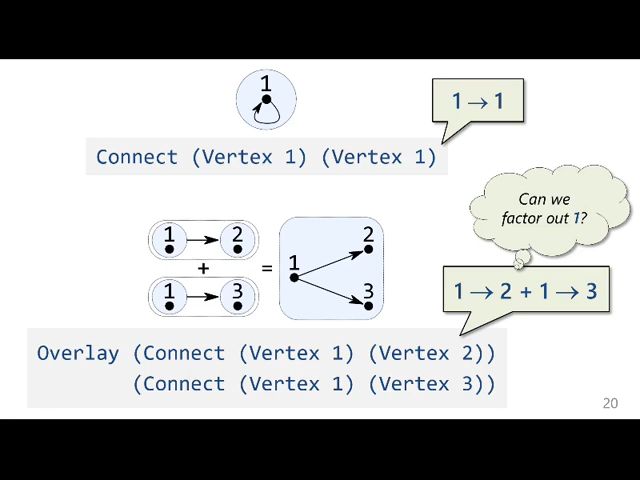 1
1 → 1
Connect (Vertex 1) (Vertex 1)
Can we
factor out 1?
1 2
+
1 3
=
1
2
3
1 → 2 + 1 → 3
Overlay (Connect (Vertex 1) (Vertex 2))
(Connect (Vertex 1) (Vertex 3))
20